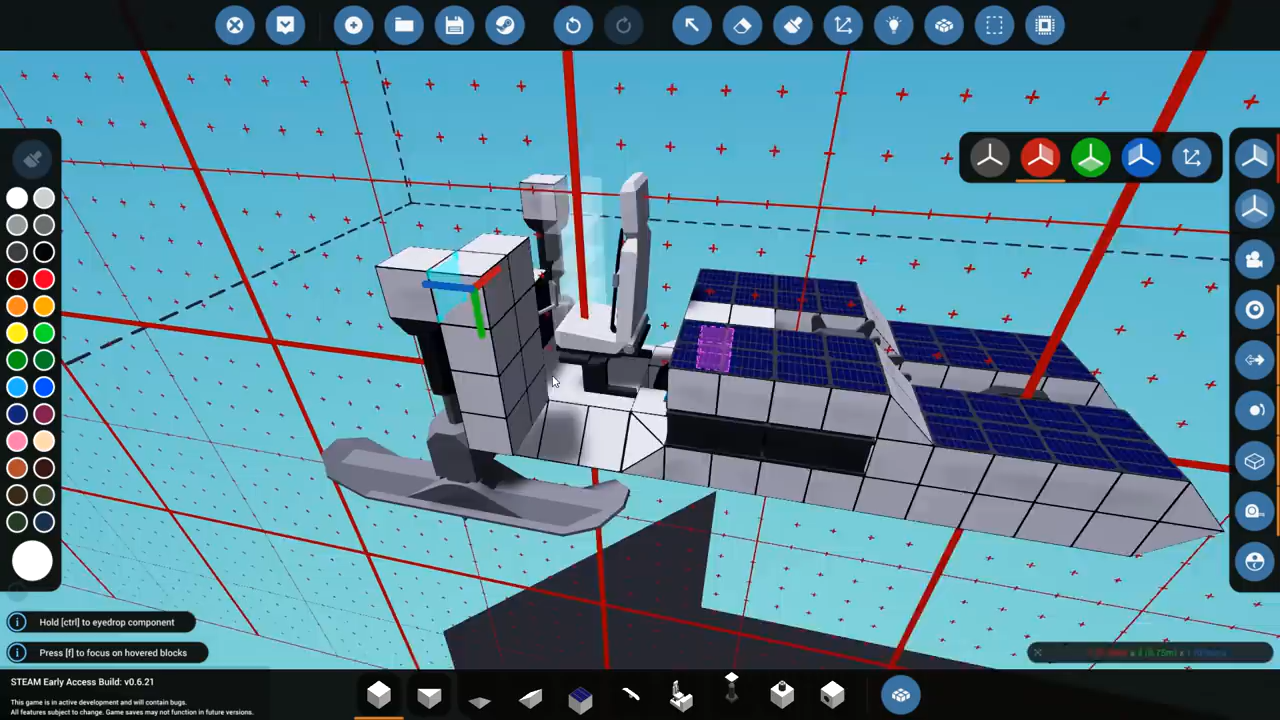 Hold [ctrl] to eyedrop component
Press [f] to focus on hovered blocks
STEAM Early Access Build: v0.6.21
This game is in active development and will contain bugs.
All features subject to change. Game saves may not function in future versions.